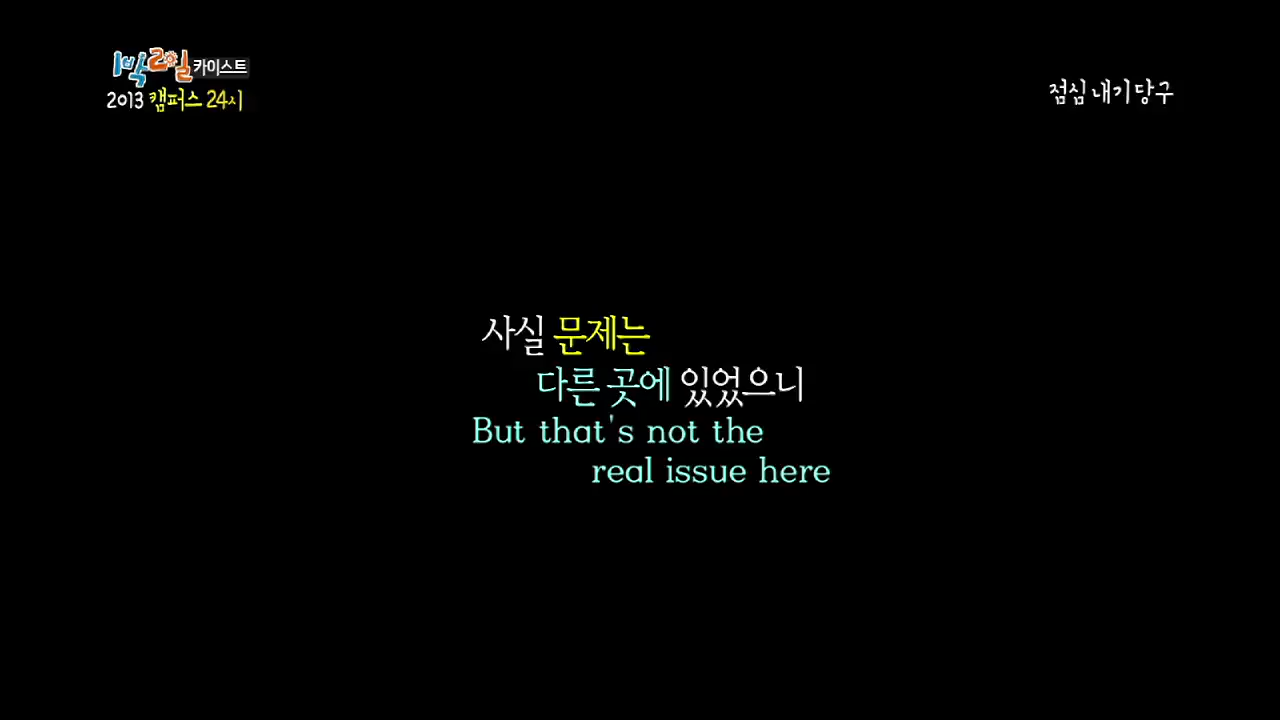 1박2일 카이스트
2013 캠퍼스 24시
점심 내기 당구
사실 문제는
다른 곳에 있었으니
But that's not the
real issue here